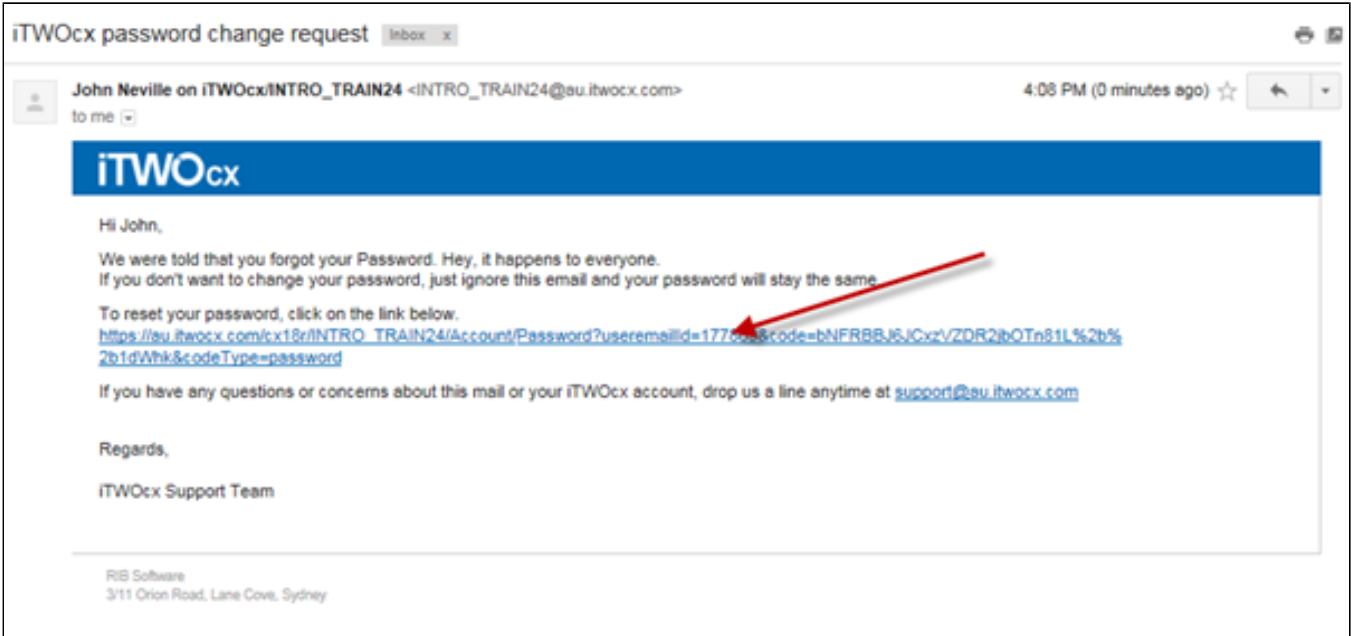 iTWOcx password change request Inbox x
John Neville on iTWOcx/INTRO_TRAIN24 <INTRO_TRAIN24@au.itwocx.com> 4:08 PM (0 minutes ago)
to me
iTWOcx
Hi John,
We were told that you forgot your Password. Hey, it happens to everyone.
If you don't want to change your password, just ignore this email and your password will stay the same.
To reset your password, click on the link below.
https://au.itwocx.com/cx18r/INTRO_TRAIN24/Account/Password?useremailId=177
2b1dWhk&codeType=password
If you have any questions or concerns about this mail or your iTWOcx account, drop us a line anytime at support@au.itwocx.com
Regards,
iTWOcx Support Team
RIB Software
3/11 Orion Road, Lane Cove, Sydney